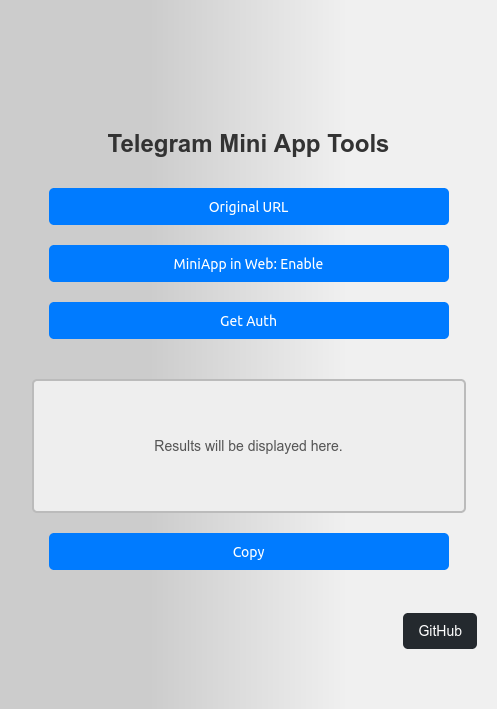 Telegram Mini App Tools
Original URL
MiniApp in Web: Enable
Get Auth
Results will be displayed here.
Copy
GitHub